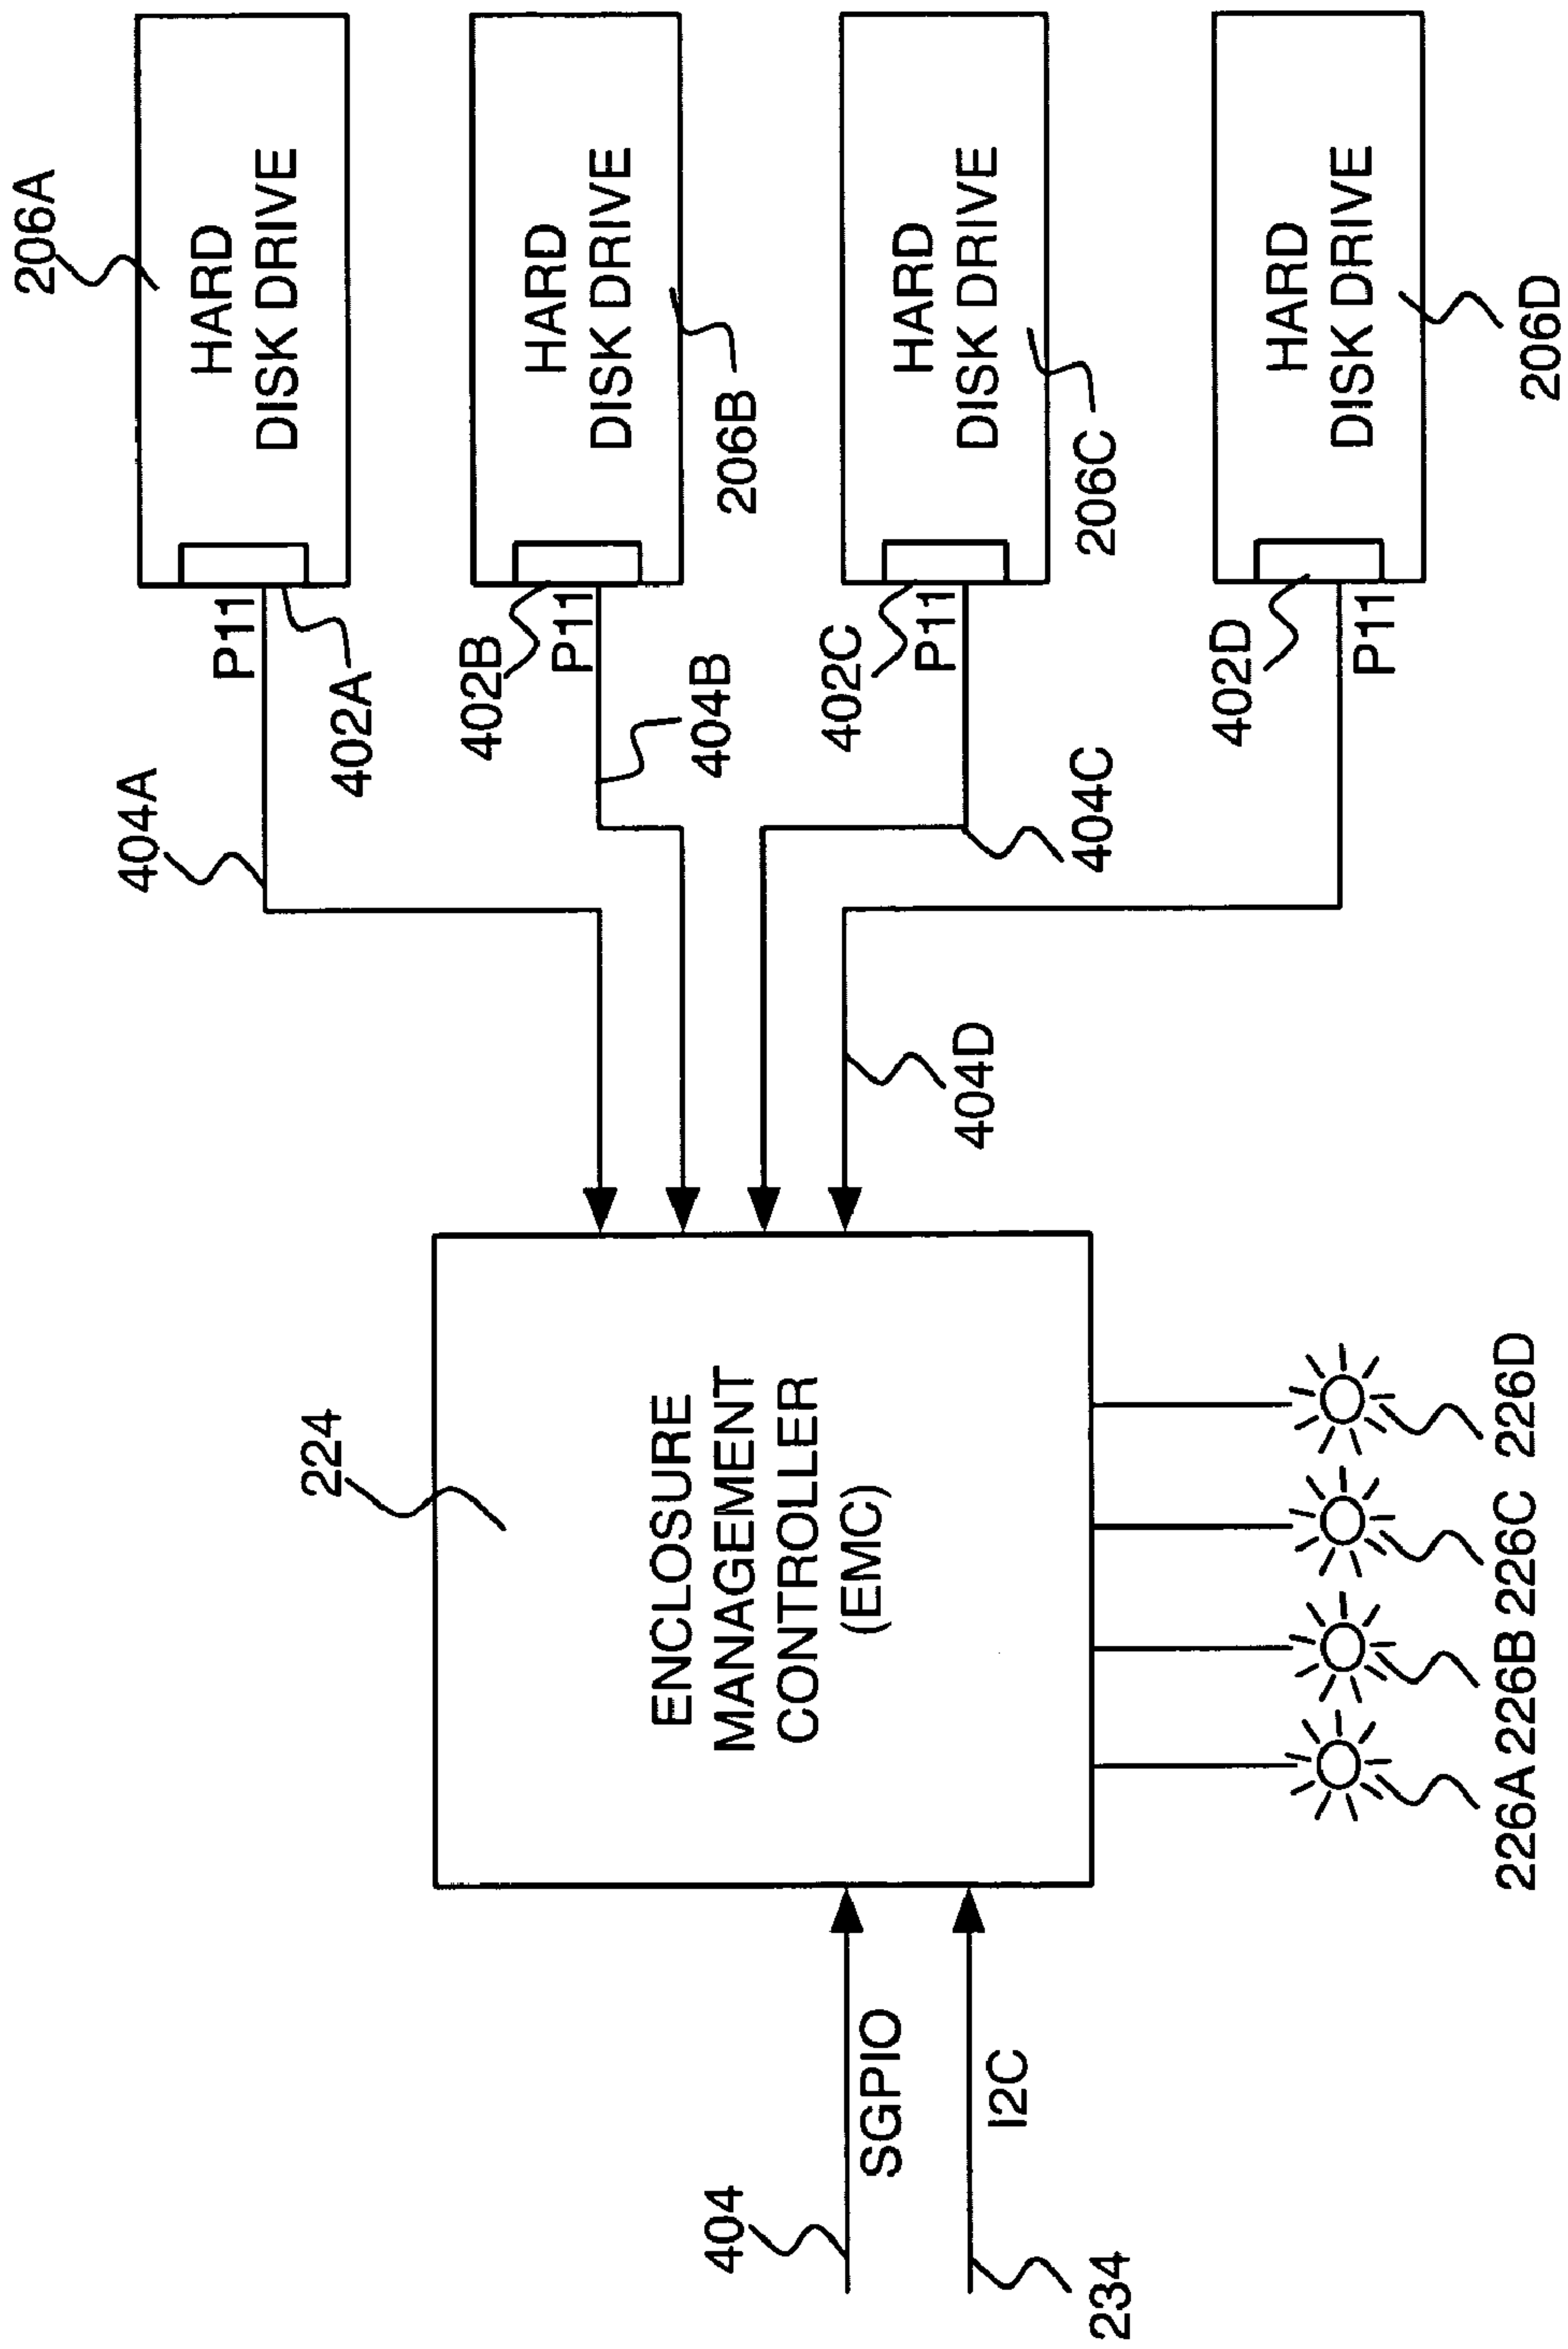 206A
404A
P11
HARD
DISK DRIVE
224
402A
402B
P11
HARD
DISK DRIVE
404B
206B
ENCLOSURE
MANAGEMENT
CONTROLLER
(EMC)
404
SGPIO
I2C
234
402C
P11
HARD
DISK DRIVE
404D
404C
206C
402D
P11
HARD
DISK DRIVE
206D
226A 226B 226C 226D